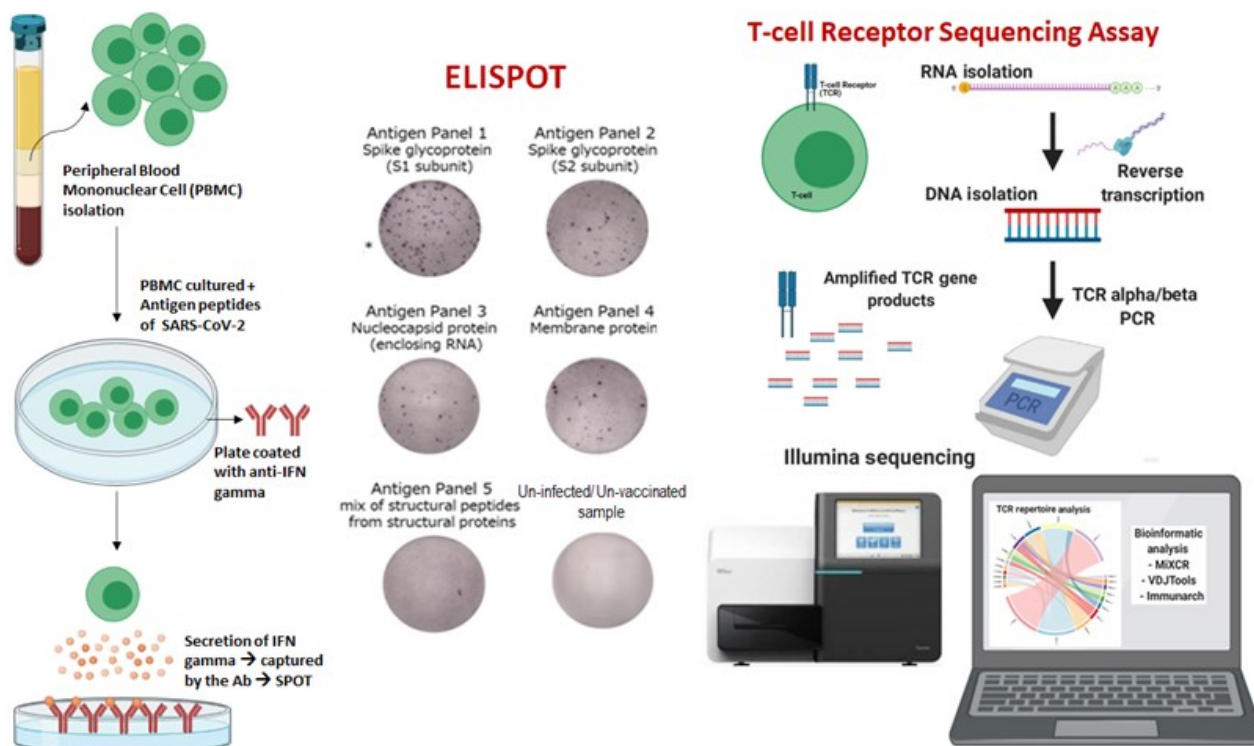 Peripheral Blood
Mononuclear Cell (PBMC)
isolation
PBMC cultured +
Antigen peptides
of SARS-CoV-2
Plate coated
with anti-IFN
gamma
Secretion of IFN
gamma → captured
by the Ab → SPOT
ELISPOT
Antigen Panel 1
Spike glycoprotein
(S1 subunit)
*
Antigen Panel 2
Spike glycoprotein
(S2 subunit)
Antigen Panel 3
Nucleocapsid protein
(enclosing RNA)
Antigen Panel 4
Membrane protein
Antigen Panel 5
mix of structural peptides
from structural proteins
Un-infected/ Un-vaccinated
sample
T-cell Receptor Sequencing Assay
T-cell Receptor
(TCR)
T-cell
RNA isolation
5'
A A A
3'
Reverse
transcription
DNA isolation
TCR alpha/beta
PCR
Amplified TCR gene
products
PCR
Illumina sequencing
TCR repertoire analysis
Bioinformatic
analysis
- MiXCR
- VDJTools
- Immunarch